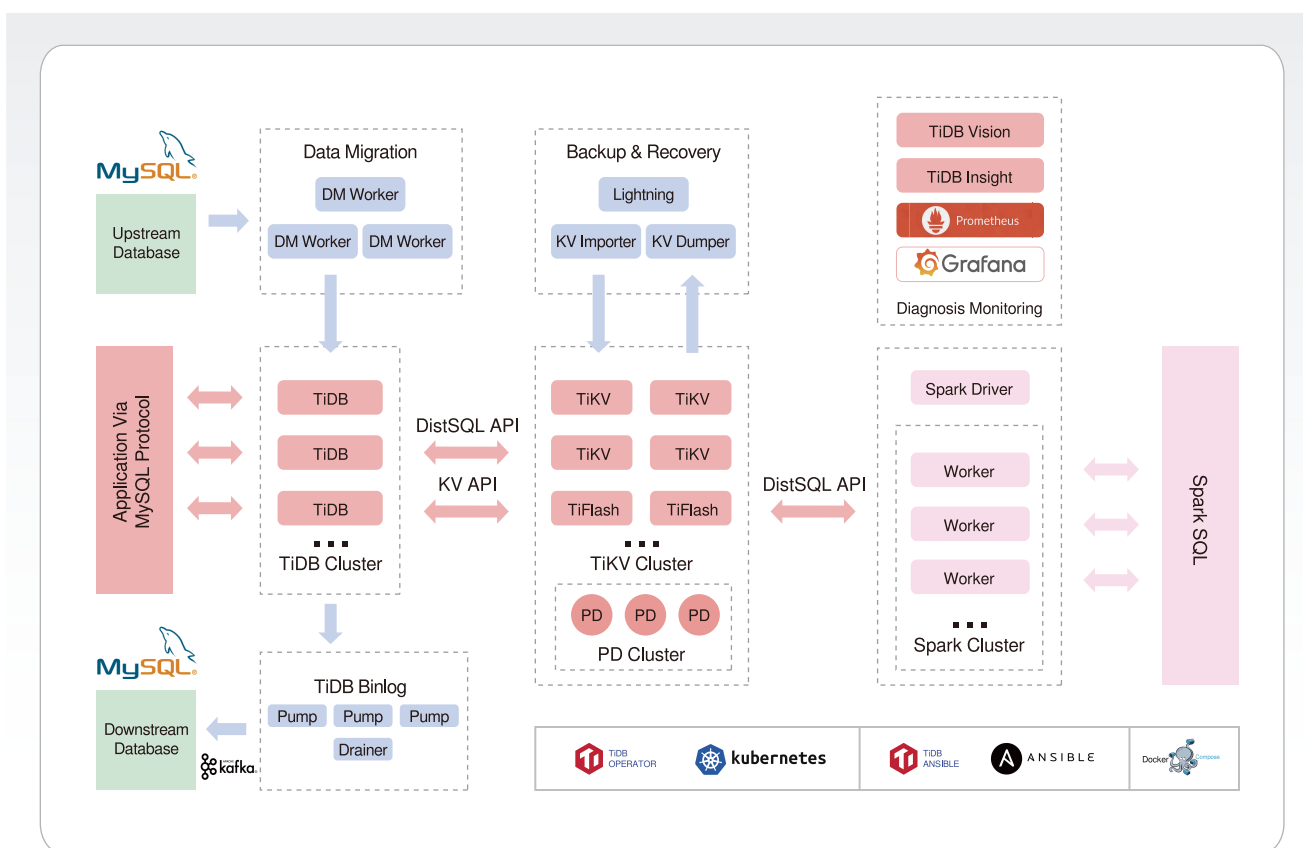 MySQL®
Upstream
Database
Data Migration
DM Worker
DM Worker
DM Worker
Backup & Recovery
Lightning
KV Importer
KV Dumper
TiDB Vision
TiDB Insight
Prometheus
Grafana
Diagnosis Monitoring
Application Via
MySQL Protocol
TiDB
TiDB
TiDB
TiDB Cluster
DistSQL API
KV API
TiKV
TiKV
TiKV
TiKV
TiFlash
TiFlash
TiKV Cluster
PD
PD
PD
PD Cluster
DistSQL API
Spark Driver
Worker
Worker
Worker
Spark Cluster
Spark SQL
MySQL®
Downstream
Database
kafka
TiDB Binlog
Pump
Pump
Pump
Drainer
TiDB
OPERATOR
kubernetes
TiDB
ANSIBLE
ANSIBLE
Docker
Compose